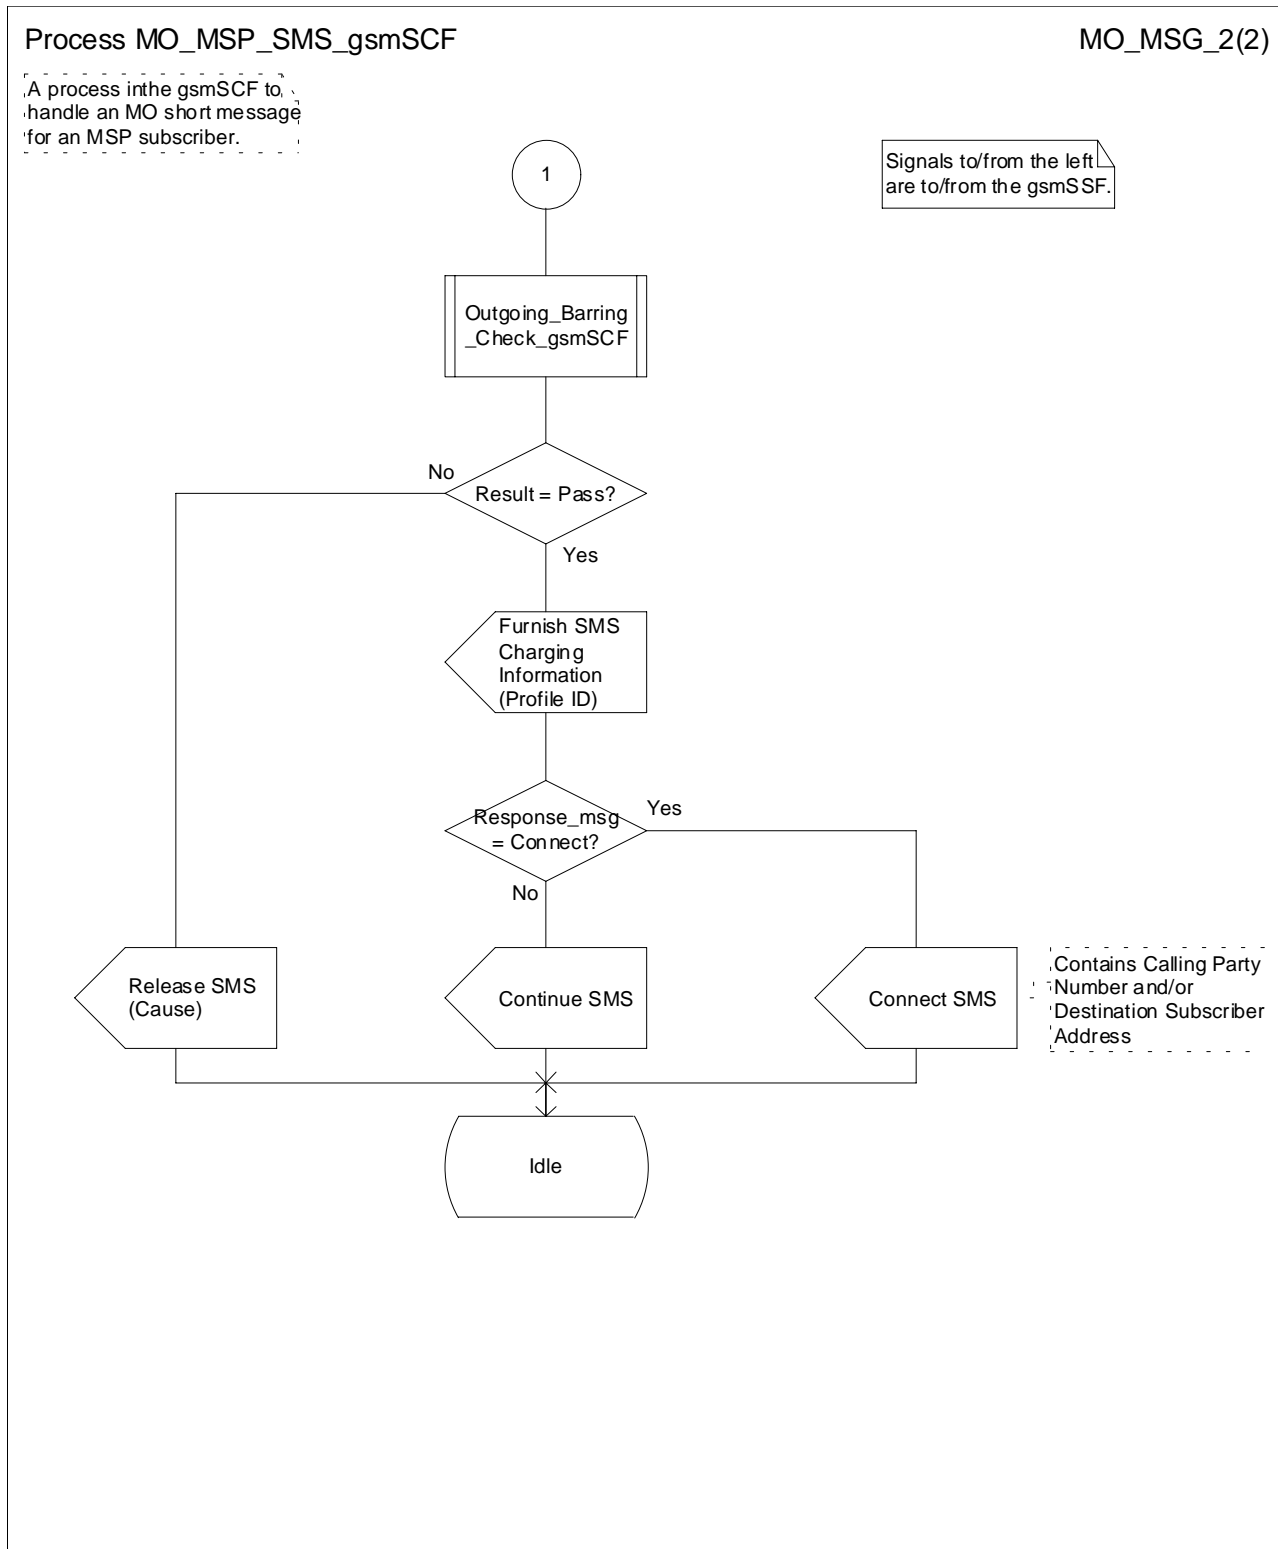 Process MO_MSP_SMS_gsmSCF
MO_MSG_2(2)
A process inthe gsmSCF to
handle an MO short message
for an MSP subscriber.
1
Signals to/from the left
are to/from the gsmSSF.
Outgoing_Barring
_Check_gsmSCF
No
Result = Pass?
Yes
Furnish SMS
Charging
Information
(Profile ID)
Response_msg
= Connect?
Yes
No
Release SMS
(Cause)
Continue SMS
Connect SMS
Contains Calling Party
Number and/or
Destination Subscriber
Address
Idle